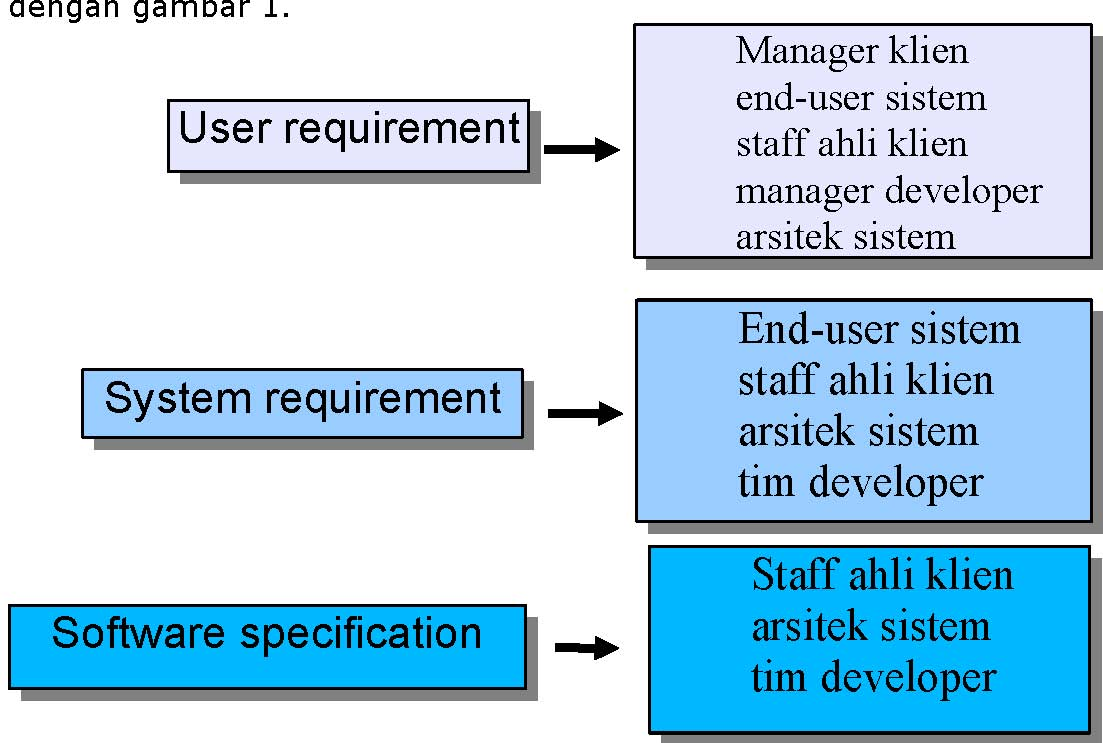 dengan gambar 1.
User requirement
Manager klien
end-user sistem
staff ahli klien
manager developer
arsitek sistem
System requirement
End-user sistem
staff ahli klien
arsitek sistem
tim developer
Software specification
Staff ahli klien
arsitek sistem
tim developer